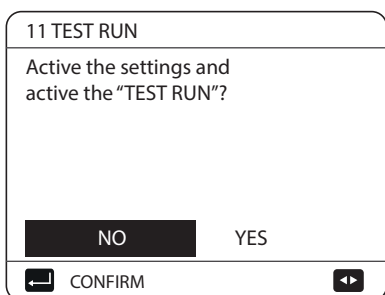 11 TEST RUN
Active the settings and
active the “TEST RUN”?
NO YES
CONFIRM